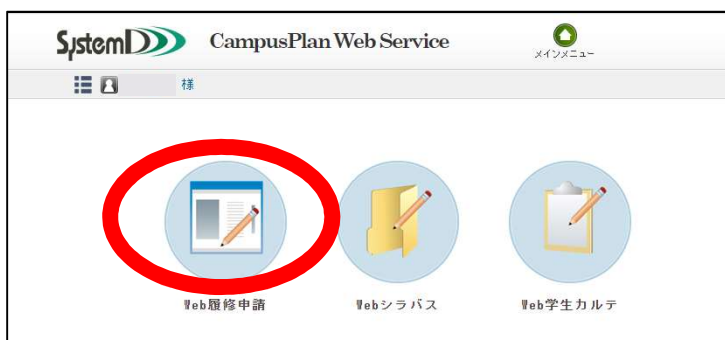 SystemD CampusPlan Web Service
メインメニュー
様
Web履修申請 Webシラバス Web学生カルテ